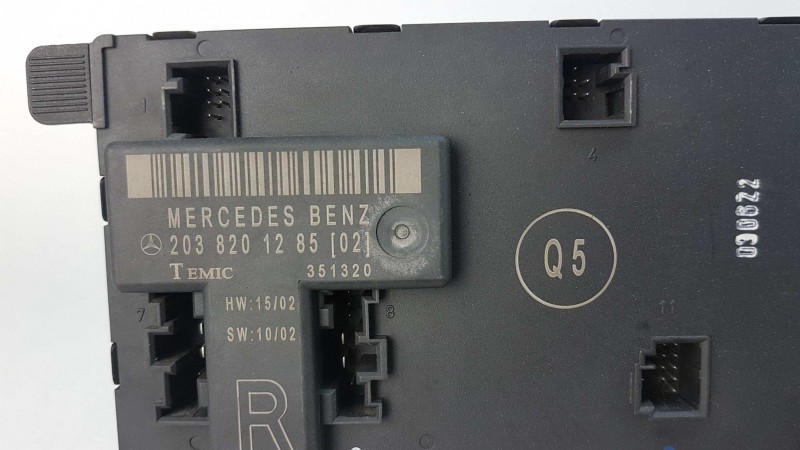 1
4
MERCEDES BENZ
203 820 12 85 [02]
TEMIC 351320
7
HW:15/02
8
SW:10/02
R
Q5
030622
11